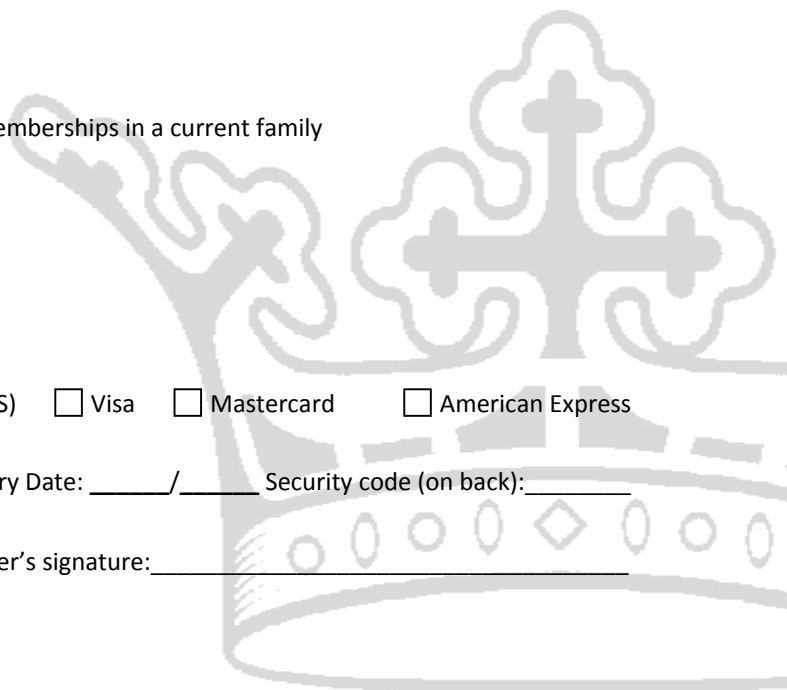 emberships in a current family
S) ☐ Visa ☐ Mastercard ☐ American Express
ry Date: ______/______ Security code (on back):________
er’s signature:____________________________________